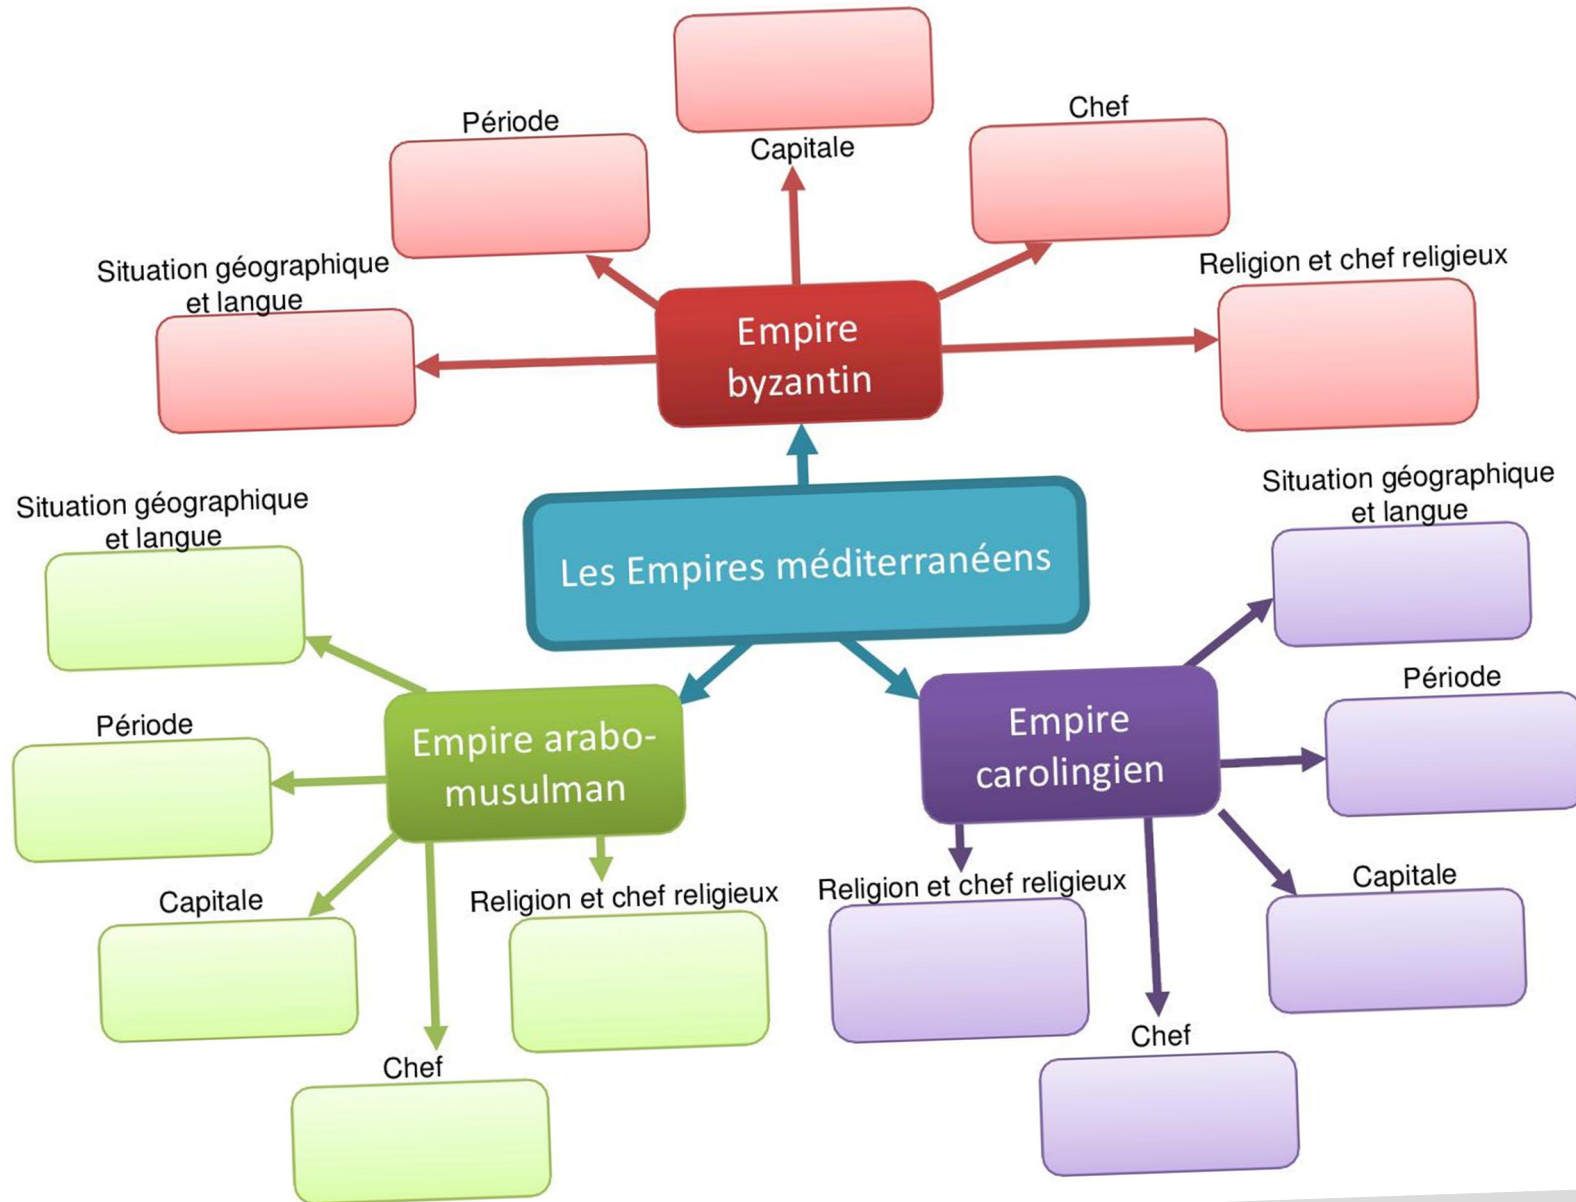 Période
Capitale
Chef
Situation géographique
et langue
Religion et chef religieux
Empire
byzantin
Les Empires méditerranéens
Situation géographique
et langue
Période
Capitale
Chef
Religion et chef religieux
Empire arabo-
musulman
Situation géographique
et langue
Période
Empire
carolingien
Religion et chef religieux
Capitale
Chef